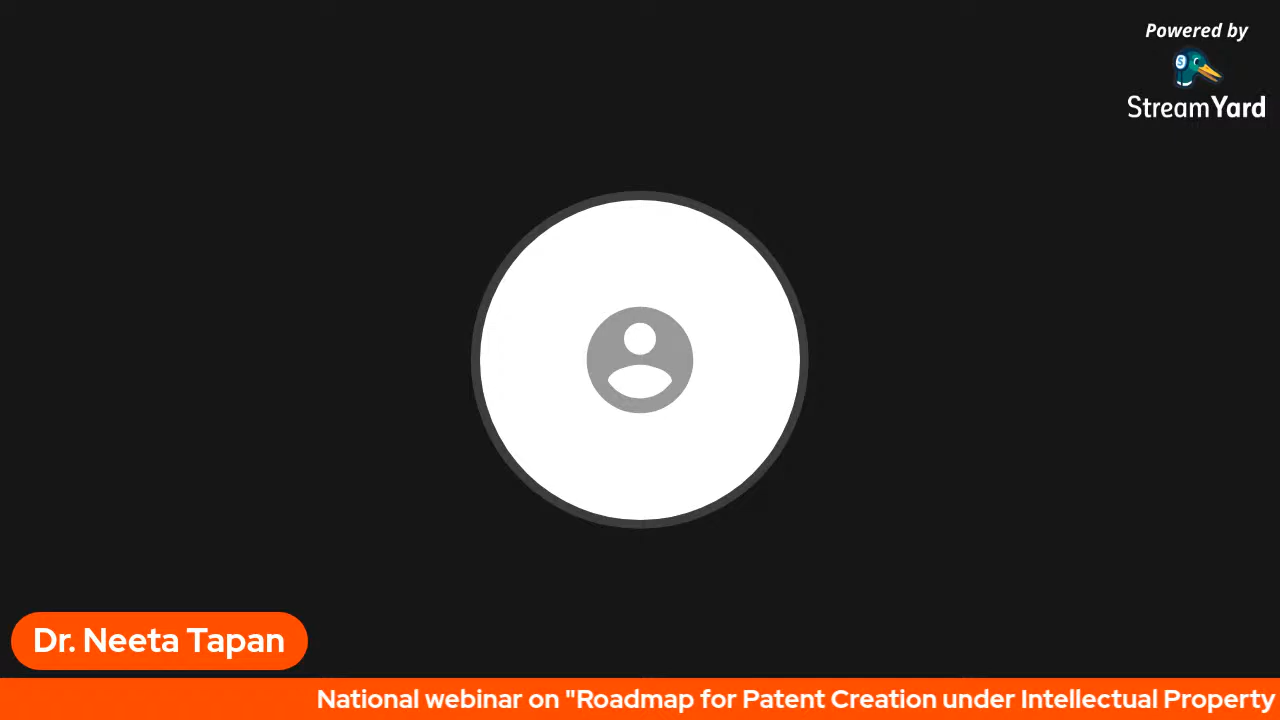 Powered by
S
StreamYard
Dr. Neeta Tapan
National webinar on "Roadmap for Patent Creation under Intellectual Property